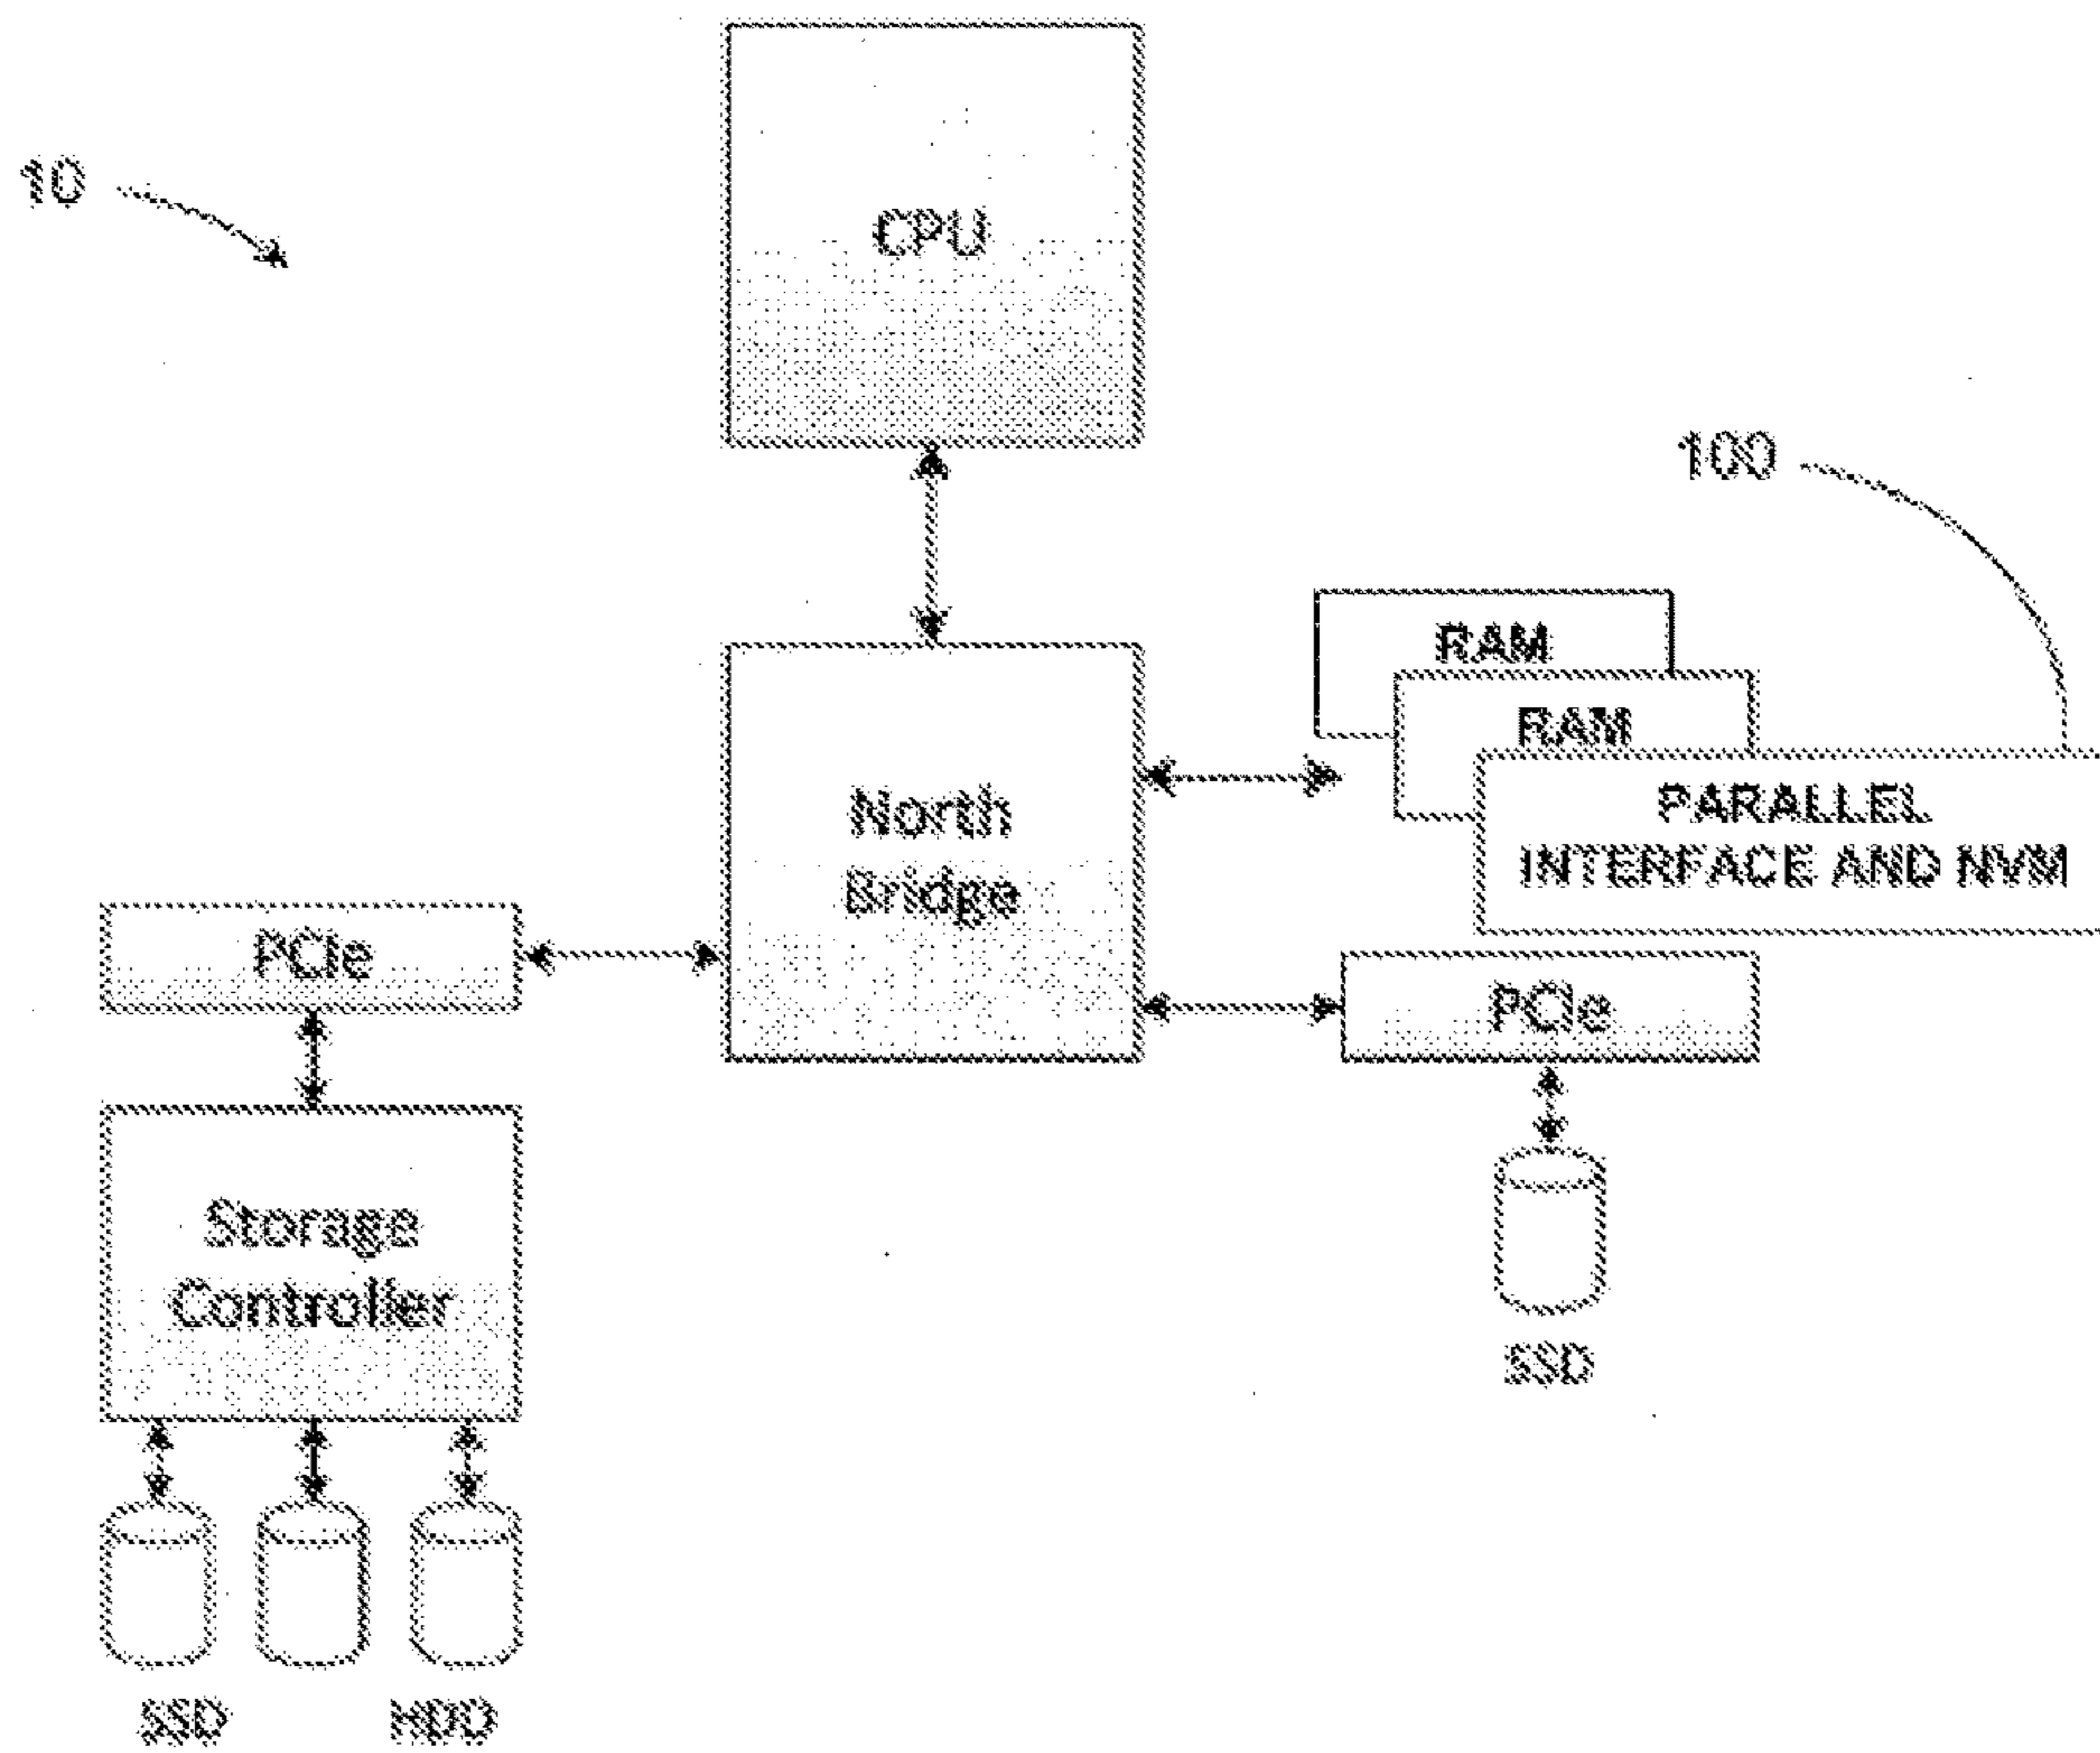 10
CPU
100
RAM
RAM
PARALLEL
INTERFACE AND NVM
North
Bridge
PCIe
PCIe
Storage
Controller
SSD
SSD
HDD